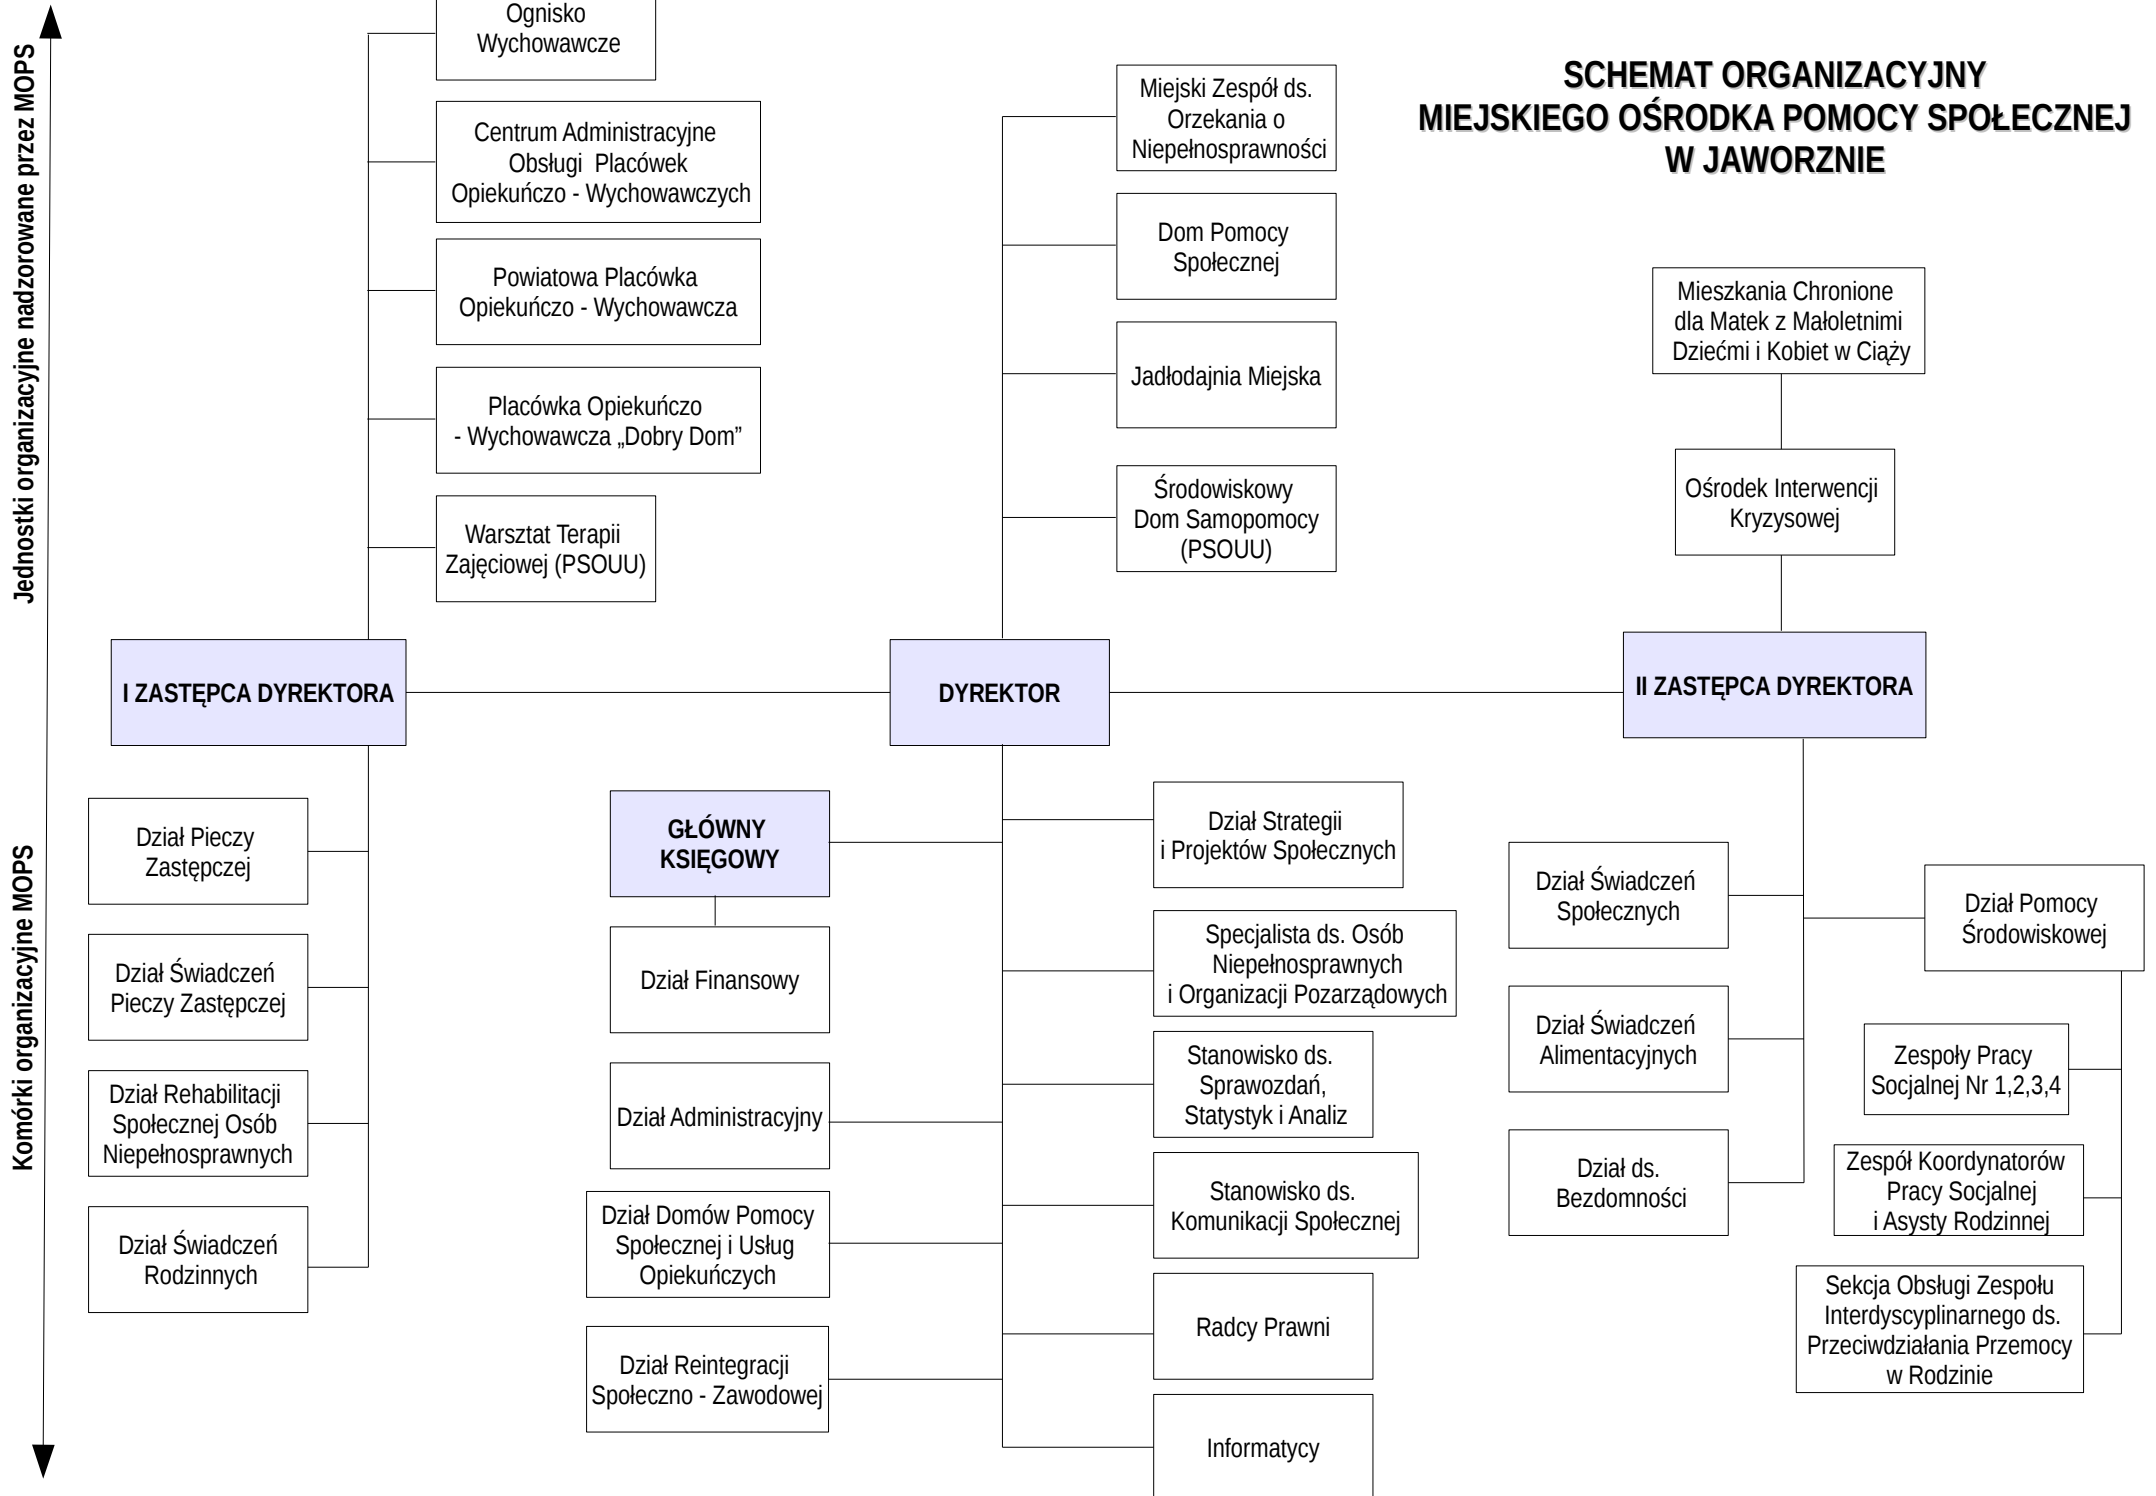 SCHEMAT ORGANIZACYJNY
MIEJSKIEGO OŚRODKA POMOCY SPOŁECZNEJ
W JAWORZNIE
Jednostki organizacyjne nadzorowane przez MOPS
Ognisko
Wychowawcze
Centrum Administracyjne
Obsługi Placówek
Opiekuńczo - Wychowawczych
Powiatowa Placówka
Opiekuńczo - Wychowawcza
Placówka Opiekuńczo
- Wychowawcza „Dobry Dom”
Warsztat Terapii
Zajęciowej (PSOUU)
Miejski Zespół ds.
Orzekania o
Niepełnosprawności
Dom Pomocy
Społecznej
Jadłodajnia Miejska
Środowiskowy
Dom Samopomocy
(PSOUU)
Mieszkania Chronione
dla Matek z Małoletnimi
Dziećmi i Kobiet w Ciąży
Ośrodek Interwencji
Kryzysowej
I ZASTĘPCA DYREKTORA
DYREKTOR
II ZASTĘPCA DYREKTORA
Komórki organizacyjne MOPS
Dział Pieczy
Zastępczej
Dział Świadczeń
Pieczy Zastępczej
Dział Rehabilitacji
Społecznej Osób
Niepełnosprawnych
Dział Świadczeń
Rodzinnych
GŁÓWNY
KSIĘGOWY
Dział Finansowy
Dział Administracyjny
Dział Domów Pomocy
Społecznej i Usług
Opiekuńczych
Dział Reintegracji
Społeczno - Zawodowej
Dział Strategii
i Projektów Społecznych
Specjalista ds. Osób
Niepełnosprawnych
i Organizacji Pozarządowych
Stanowisko ds.
Sprawozdań,
Statystyk i Analiz
Stanowisko ds.
Komunikacji Społecznej
Radcy Prawni
Informatycy
Dział Świadczeń
Społecznych
Dział Świadczeń
Alimentacyjnych
Dział ds.
Bezdomności
Dział Pomocy
Środowiskowej
Zespoły Pracy
Socjalnej Nr 1,2,3,4
Zespół Koordynatorów
Pracy Socjalnej
i Asysty Rodzinnej
Sekcja Obsługi Zespołu
Interdyscyplinarnego ds.
Przeciwdziałania Przemocy
w Rodzinie